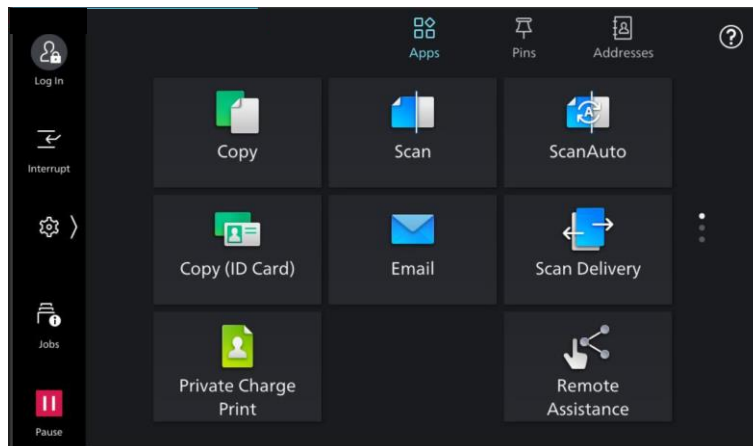 Apps
Pins
Addresses
Log In
Copy
Scan
ScanAuto
Interrupt
Copy (ID Card)
Email
Scan Delivery
Jobs
Private Charge
Print
Remote
Assistance
Pause